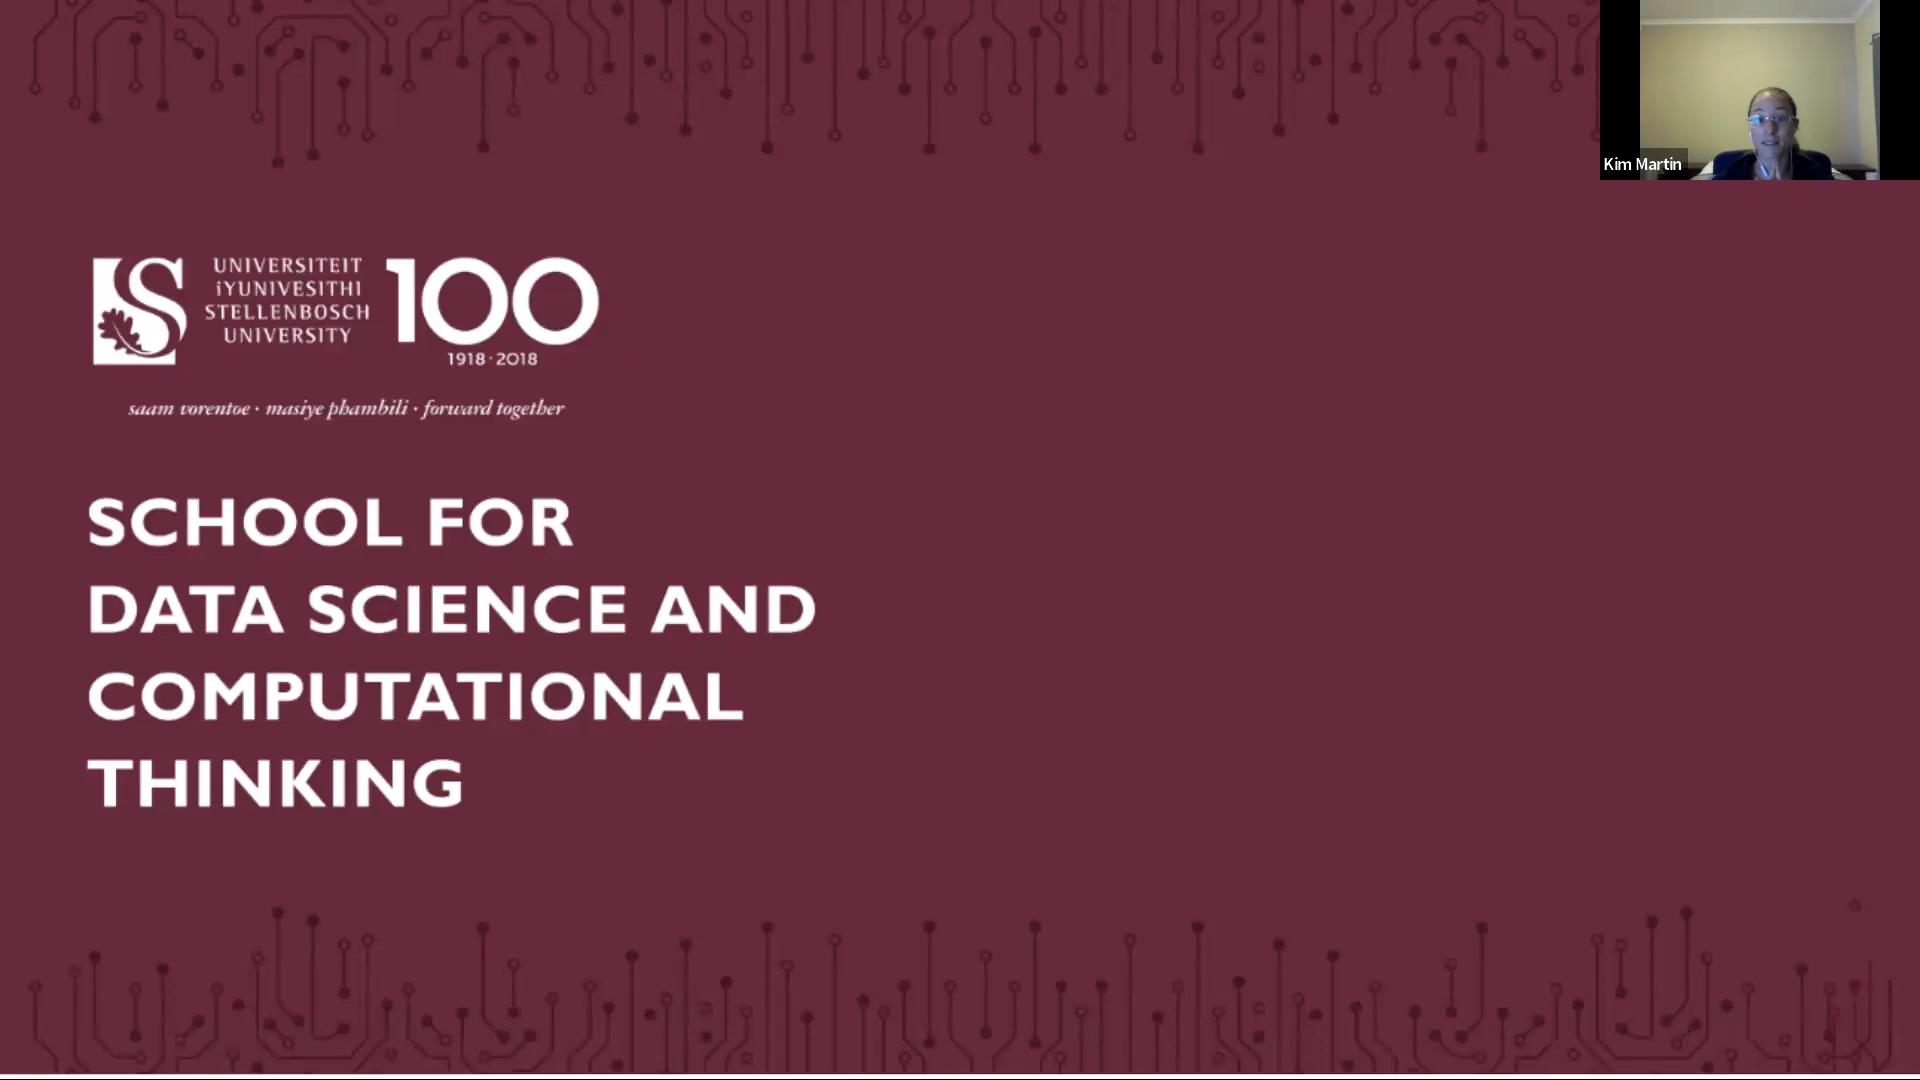 UNIVERSITEIT
iYUNIVESITHI
STELLENBOSCH
UNIVERSITY
100
1918·2018
saam vorentoe · masiye phambili · forward together
SCHOOL FOR
DATA SCIENCE AND
COMPUTATIONAL
THINKING
Kim Martin